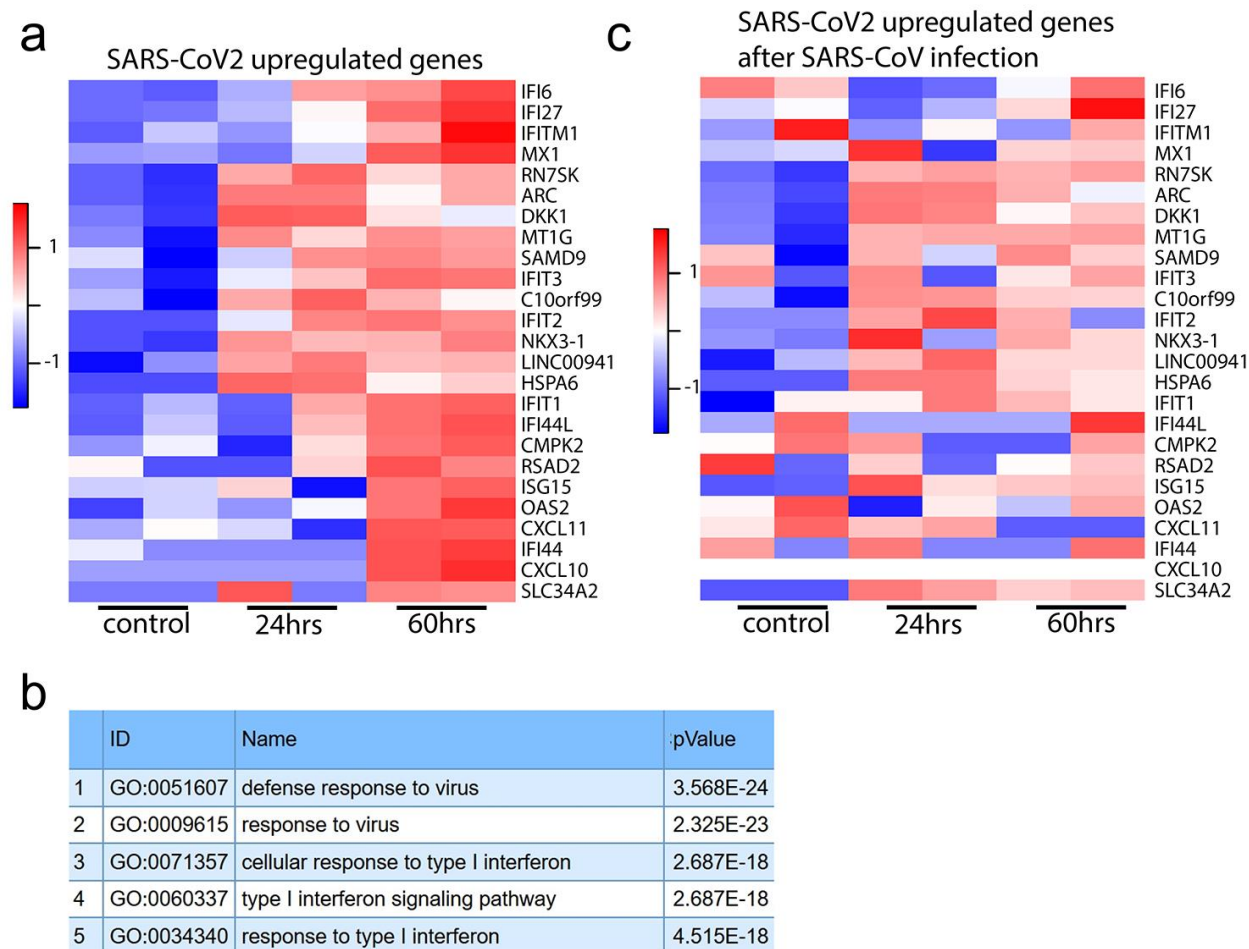 a
SARS-CoV2 upregulated genes
1
-1
IFI6
IFI27
IFITM1
MX1
RN7SK
ARC
DKK1
MT1G
SAMD9
IFIT3
C10orf99
IFIT2
NKX3-1
LINC00941
HSPA6
IFIT1
IFI44L
CMPK2
RSAD2
ISG15
OAS2
CXCL11
IFI44
CXCL10
SLC34A2
control 24hrs 60hrs
c
SARS-CoV2 upregulated genes
after SARS-CoV infection
1
-1
IFI6
IFI27
IFITM1
MX1
RN7SK
ARC
DKK1
MT1G
SAMD9
IFIT3
C10orf99
IFIT2
NKX3-1
LINC00941
HSPA6
IFIT1
IFI44L
CMPK2
RSAD2
ISG15
OAS2
CXCL11
IFI44
CXCL10
SLC34A2
control 24hrs 60hrs
b
ID Name pValue
1 GO:0051607 defense response to virus 3.568E-24
2 GO:0009615 response to virus 2.325E-23
3 GO:0071357 cellular response to type I interferon 2.687E-18
4 GO:0060337 type I interferon signaling pathway 2.687E-18
5 GO:0034340 response to type I interferon 4.515E-18